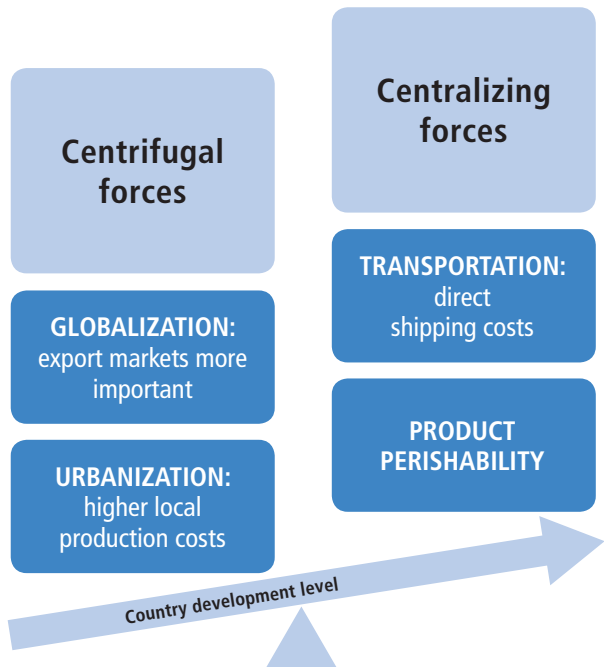 Centrifugal
forces
GLOBALIZATION:
export markets more
important
URBANIZATION:
higher local
production costs
Centralizing
forces
TRANSPORTATION:
direct
shipping costs
PRODUCT
PERISHABILITY
Country development level